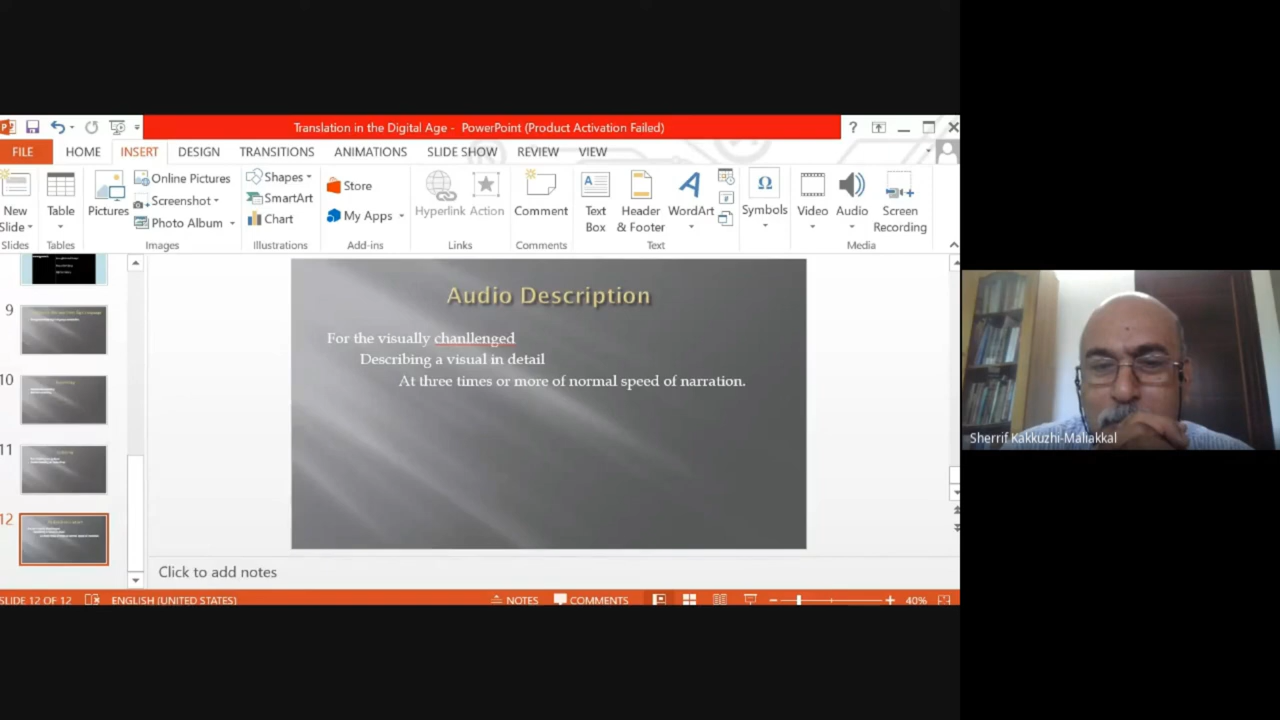 Translation in the Digital Age - PowerPoint (Product Activation Failed)
?
FILE HOME INSERT DESIGN TRANSITIONS ANIMATIONS SLIDE SHOW REVIEW VIEW
New Slide
Table
Pictures
Online Pictures
Screenshot
Photo Album
Shapes
SmartArt
Chart
Store
My Apps
Hyperlink
Action
Comment
Text Box
Header & Footer
WordArt
Symbols
Video
Audio
Screen Recording
Slides Tables Images Illustrations Add-ins Links Comments Text Media
9
10
11
12
Audio Description
For the visually chanllenged
Describing a visual in detail
At three times or more of normal speed of narration.
Sherrif Kakkuzhi-Maliakkal
Click to add notes
SLIDE 12 OF 12 ENGLISH (UNITED STATES) NOTES COMMENTS 40%